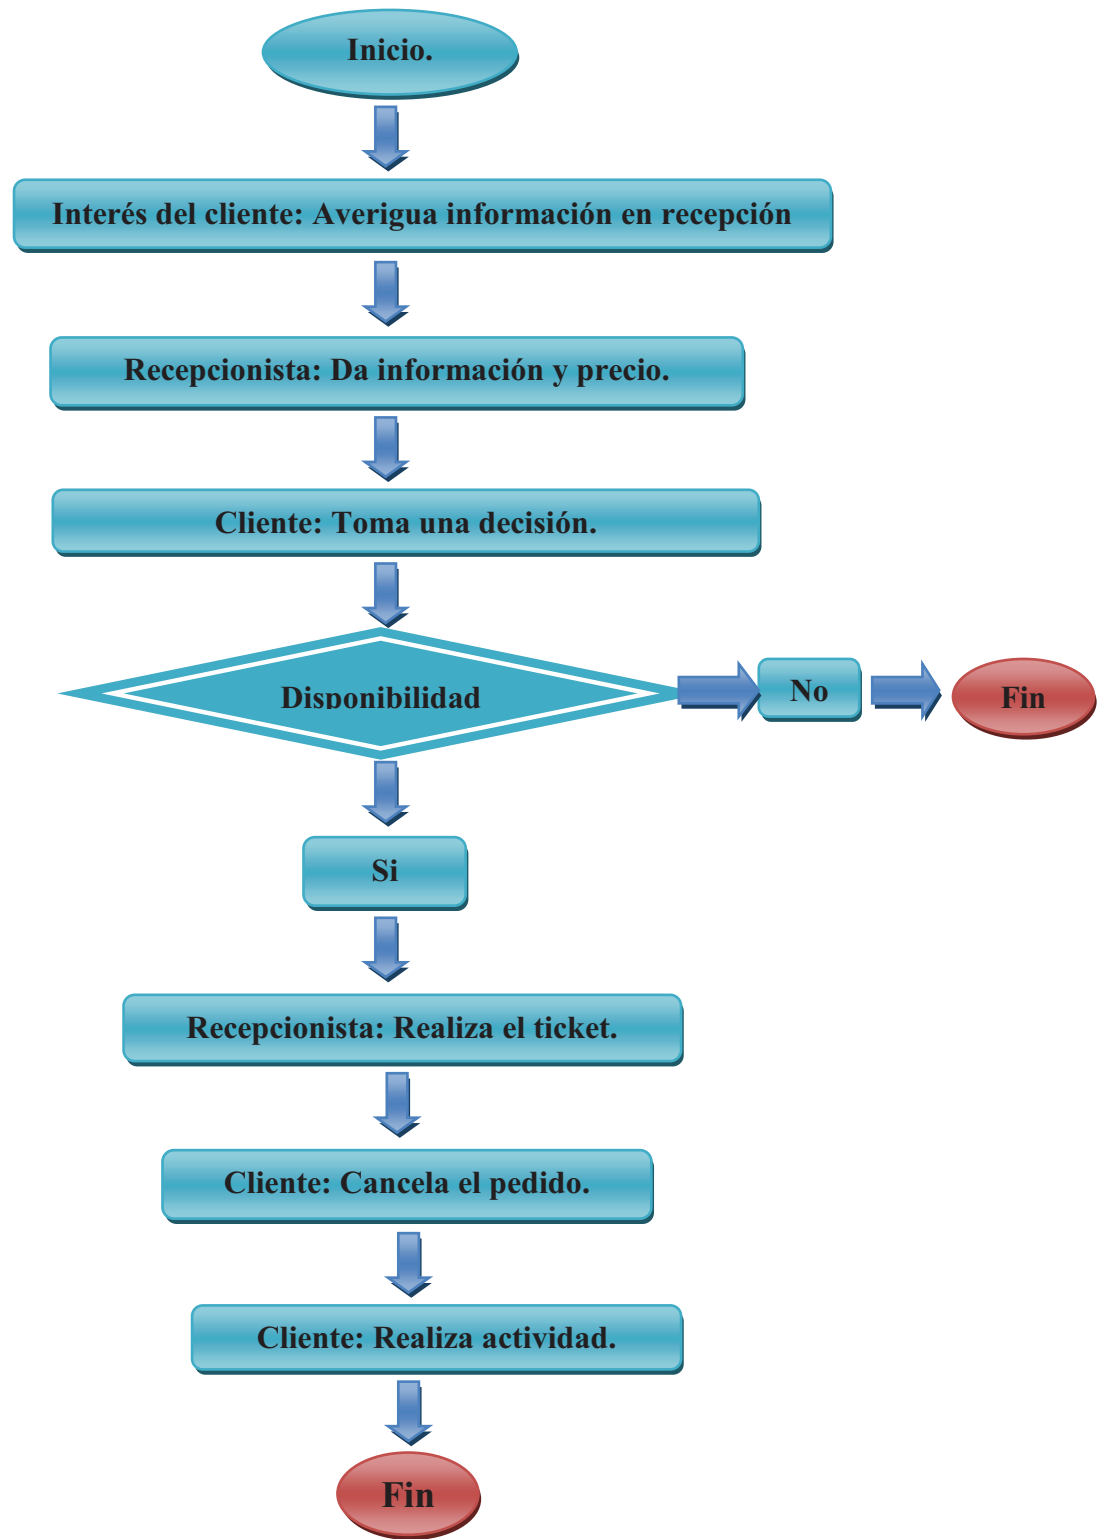 Inicio.
Interés del cliente: Averigua información en recepción
Recepcionista: Da información y precio.
Cliente: Toma una decisión.
Disponibilidad
No
Fin
Si
Recepcionista: Realiza el ticket.
Cliente: Cancela el pedido.
Cliente: Realiza actividad.
Fin